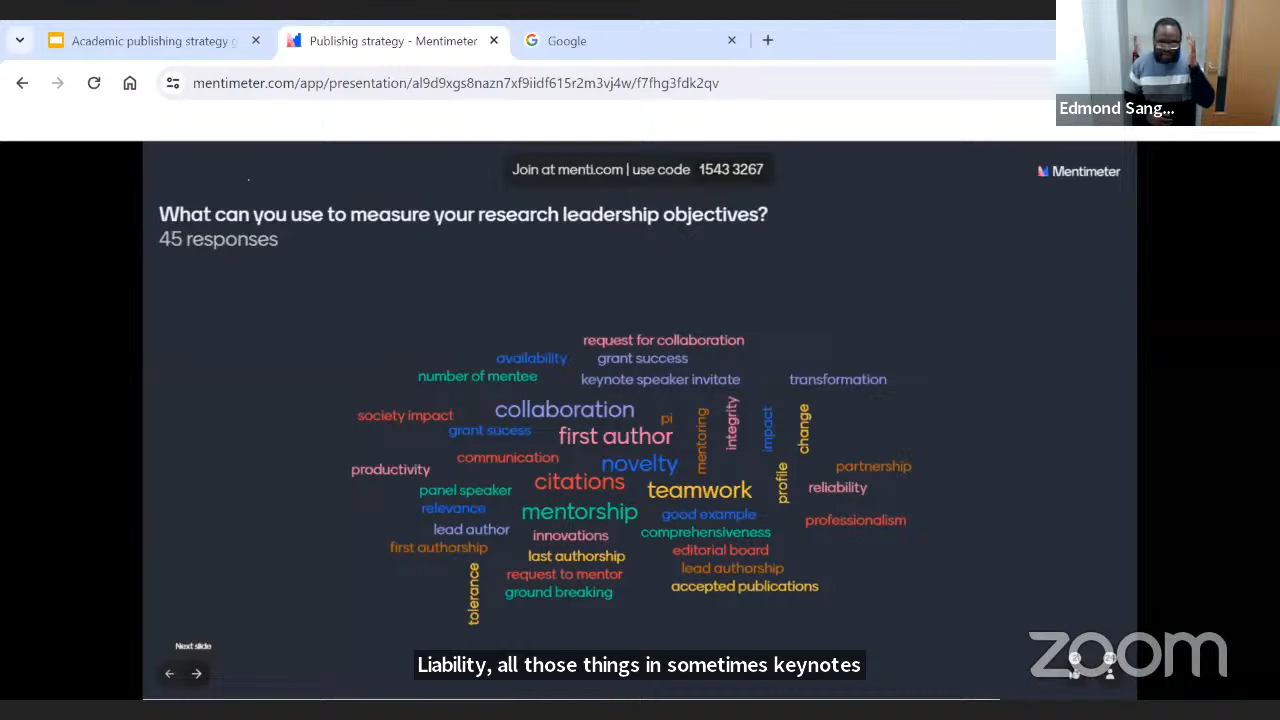 Academic publishing strategy g
Publishig strategy - Mentimeter
Google
mentimeter.com/app/presentation/al9d9xgs8nazn7xf9iidf615r2m3vj4w/f7fhg3fdk2qv
Edmond Sang...
Join at menti.com | use code 1543 3267
Mentimeter
What can you use to measure your research leadership objectives?
45 responses
request for collaboration
availability
grant success
number of mentee
keynote speaker invitate
transformation
society impact
collaboration
pi
mentoring
integrity
impact
change
grant sucess
first author
communication
novelty
productivity
citations
partnership
profile
reliability
panel speaker
teamwork
relevance
mentorship
good example
professionalism
lead author
innovations
comprehensiveness
first authorship
last authorship
editorial board
request to mentor
lead authorship
tolerance
ground breaking
accepted publications
Next slide
Liability, all those things in sometimes keynotes
zoom